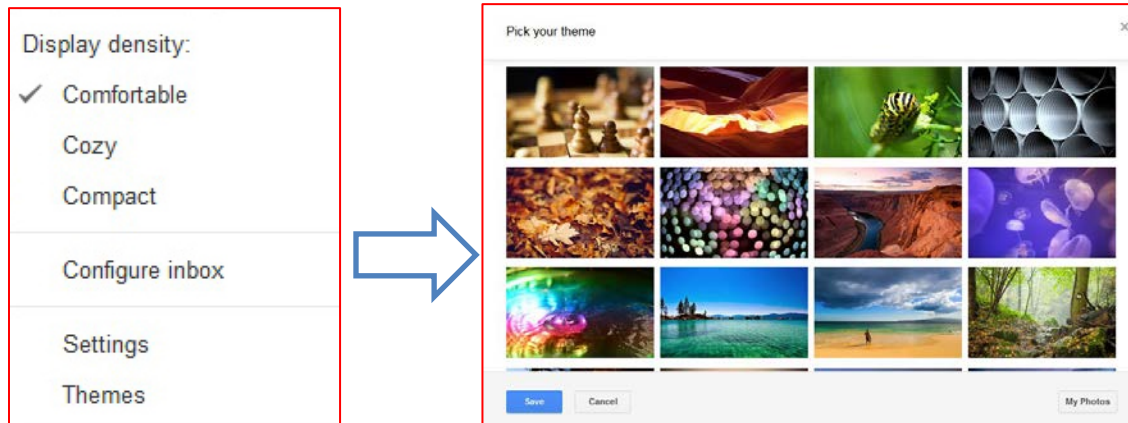 Display density:
Comfortable
Cozy
Compact
Configure inbox
Settings
Themes
Pick your theme
Save
Cancel
My Photos